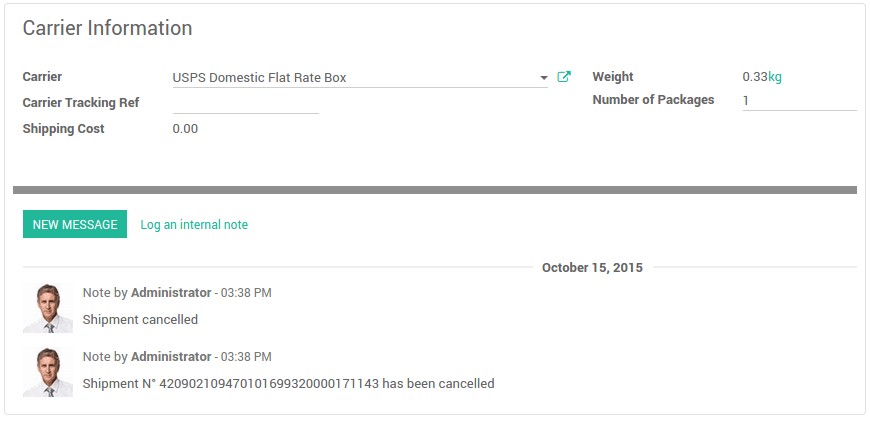 Carrier Information
Carrier USPS Domestic Flat Rate Box Weight 0.33kg
Carrier Tracking Ref Number of Packages 1
Shipping Cost 0.00
NEW MESSAGE Log an internal note
October 15, 2015
Note by Administrator - 03:38 PM
Shipment cancelled
Note by Administrator - 03:38 PM
Shipment N° 420902109470101699320000171143 has been cancelled